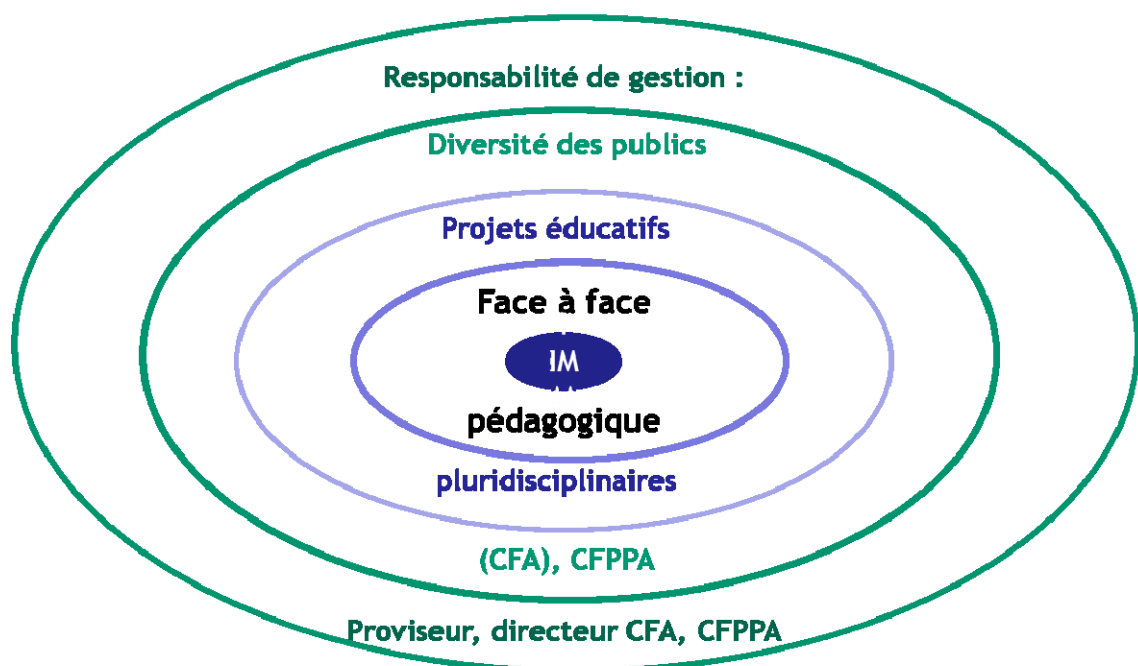 Responsabilité de gestion :
Diversité des publics
Projets éducatifs
Face à face
IM
pédagogique
pluridisciplinaires
(CFA), CFPPA
Proviseur, directeur CFA, CFPPA